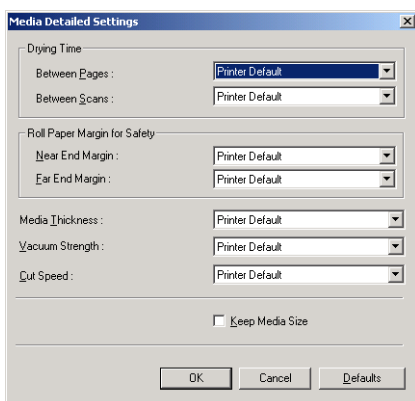 Media Detailed Settings
Drying Time
Between Pages : Printer Default
Between Scans : Printer Default
Roll Paper Margin for Safety
Near End Margin : Printer Default
Far End Margin : Printer Default
Media Thickness : Printer Default
Vacuum Strength : Printer Default
Cut Speed : Printer Default
Keep Media Size
OK Cancel Defaults